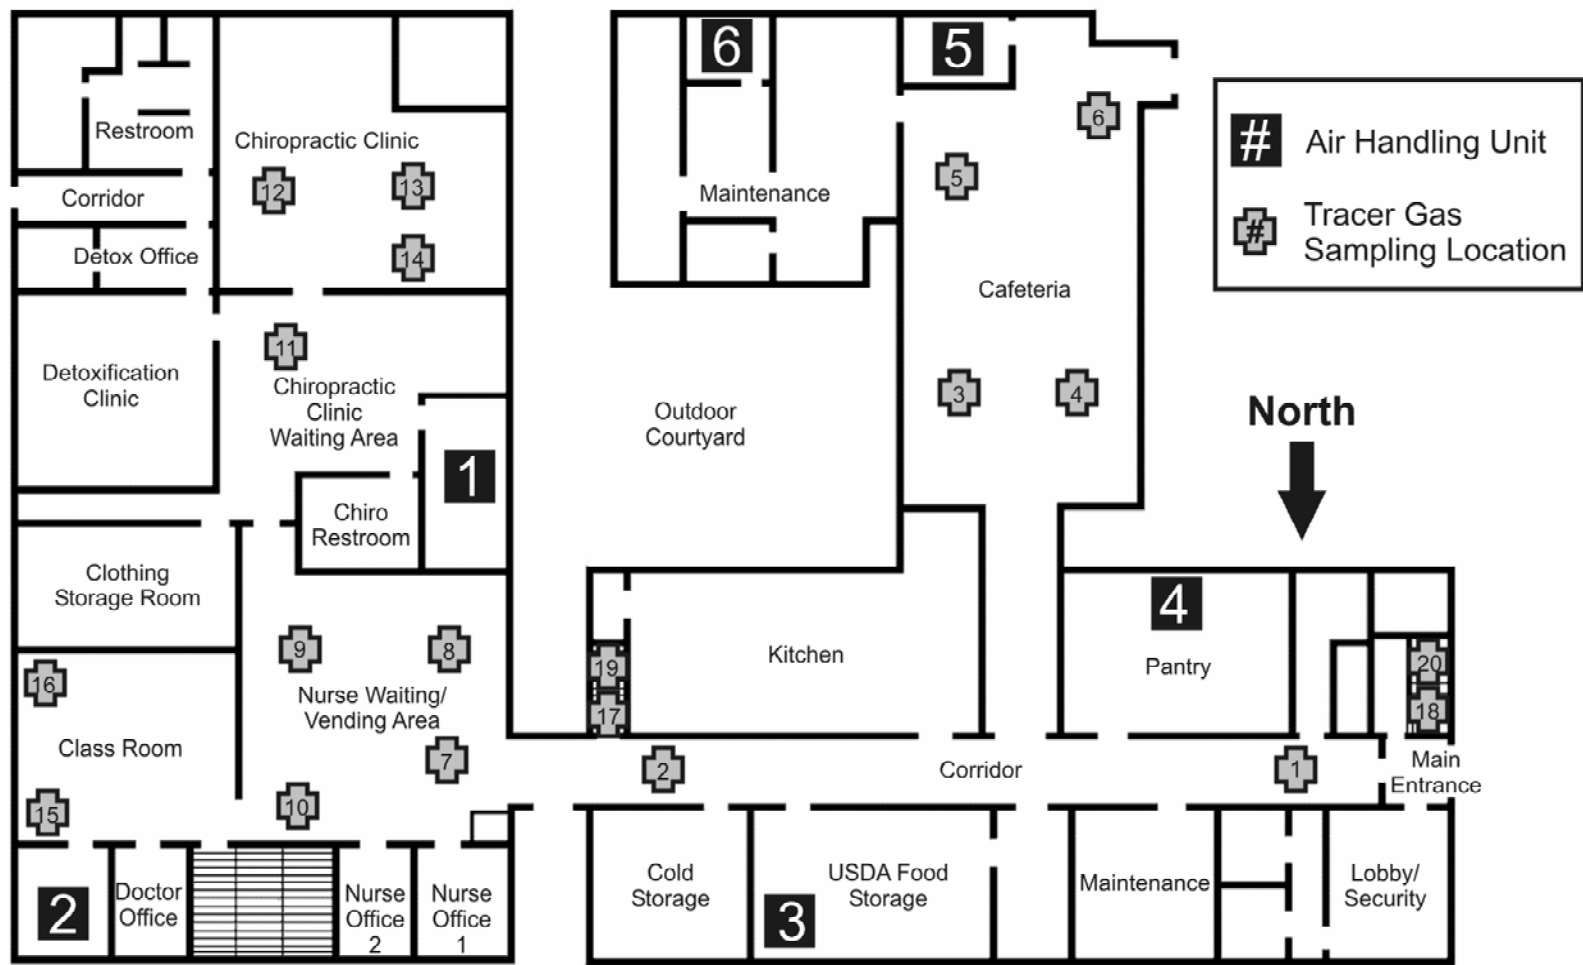 6
5
6
#
Air Handling Unit
Restroom
Chiropractic Clinic
12
13
5
Corridor
Maintenance
#
Tracer Gas
Sampling Location
Detox Office
14
Cafeteria
11
Detoxification
Clinic
Chiropractic
Clinic
Waiting Area
3
4
Outdoor
Courtyard
North
1
Chiro
Restroom
Clothing
Storage Room
4
9
8
19
Kitchen
Pantry
20
16
Nurse Waiting/
Vending Area
17
18
Class Room
7
2
Corridor
1
Main
Entrance
15
10
Cold
Storage
USDA Food
Storage
Maintenance
Lobby/
Security
2
Doctor
Office
Nurse
Office
2
Nurse
Office
1
3